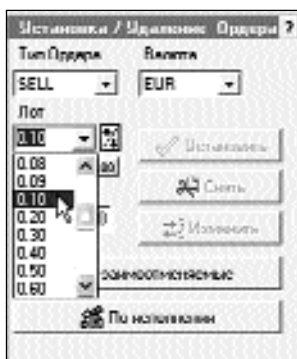 Установка / Удаление Ордера ?
Тип Ордера Валюта
SELL EUR
Лот
0.10
Установить
0.08
0.09
Снять
0.10
0.20
0.30
Изменить
0.40
0.50
заимоотменяемые
0.60
По исполнении